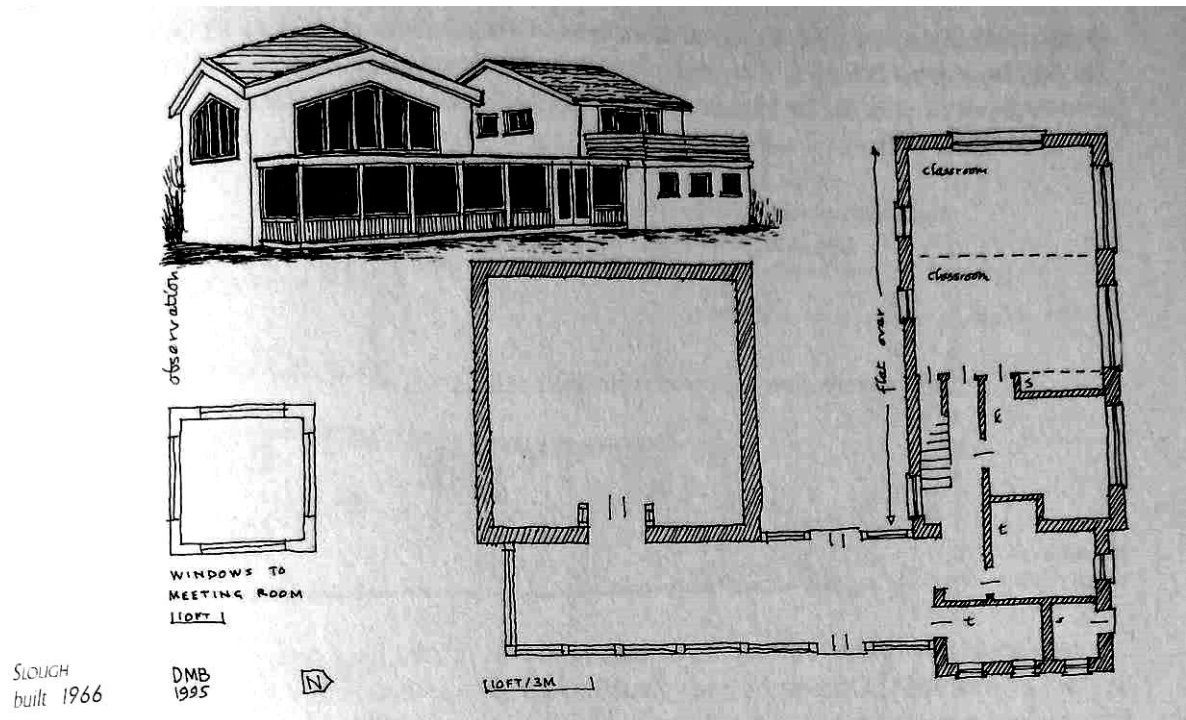 observation
classroom
classroom
flat over
s
k
t
t
s
WINDOWS TO
MEETING ROOM
10FT
SLOUGH
built 1966
DMB
1995
N
10FT/3M